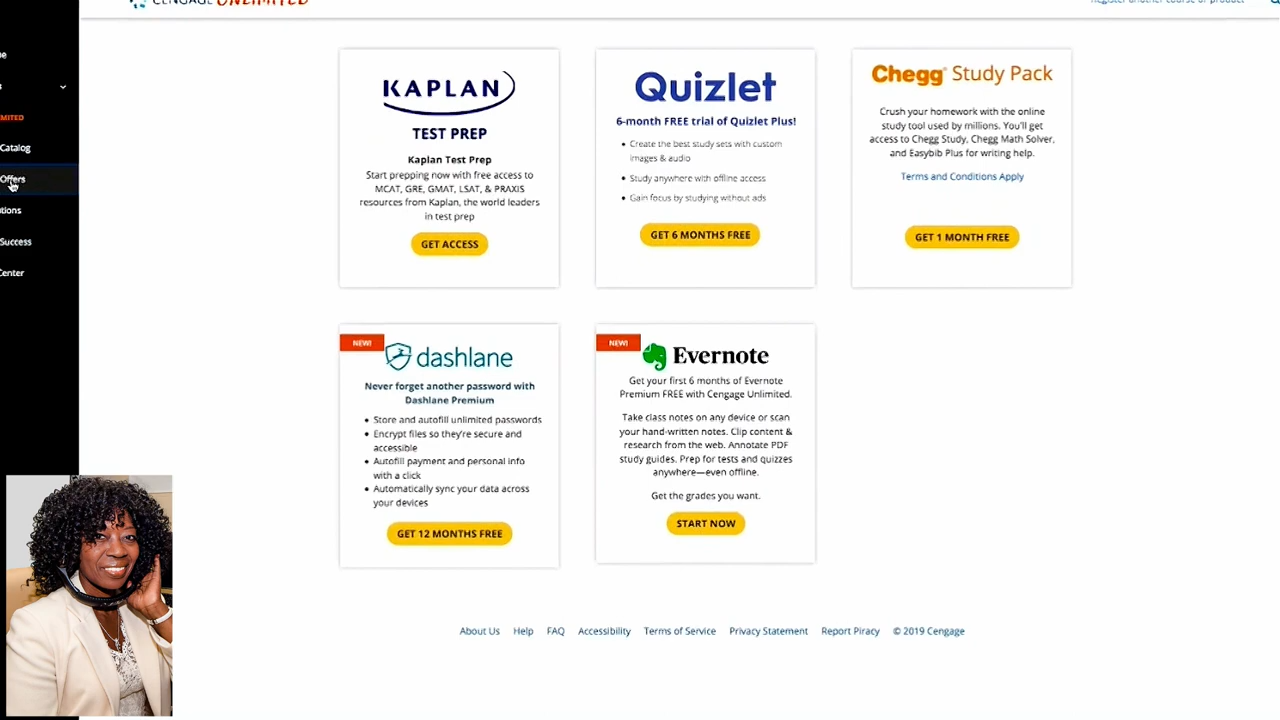 CENGAGE UNLIMITED
Register another course or product
Catalog
Offers
Success
Center
KAPLAN
TEST PREP
Kaplan Test Prep
Start prepping now with free access to
MCAT, GRE, GMAT, LSAT, & PRAXIS
resources from Kaplan, the world leaders
in test prep
GET ACCESS
Quizlet
6-month FREE trial of Quizlet Plus!
• Create the best study sets with custom
images & audio
• Study anywhere with offline access
• Gain focus by studying without ads
GET 6 MONTHS FREE
Chegg® Study Pack
Crush your homework with the online
study tool used by millions. You'll get
access to Chegg Study, Chegg Math Solver,
and Easybib Plus for writing help.
Terms and Conditions Apply
GET 1 MONTH FREE
NEW!
dashlane
Never forget another password with
Dashlane Premium
• Store and autofill unlimited passwords
• Encrypt files so they're secure and
accessible
• Autofill payment and personal info
with a click
• Automatically sync your data across
your devices
GET 12 MONTHS FREE
NEW!
Evernote
Get your first 6 months of Evernote
Premium FREE with Cengage Unlimited.
Take class notes on any device or scan
your hand-written notes. Clip content &
research from the web. Annotate PDF
study guides. Prep for tests and quizzes
anywhere—even offline.
Get the grades you want.
START NOW
About Us Help FAQ Accessibility Terms of Service Privacy Statement Report Piracy © 2019 Cengage